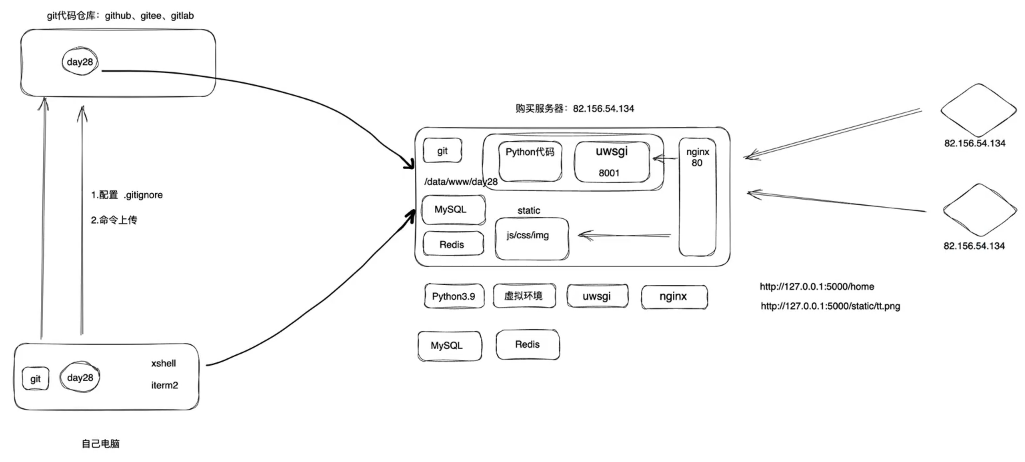 git代码仓库：github、gitee、gitlab
day28
购买服务器：82.156.54.134
git
Python代码
uwsgi
8001
nginx
80
/data/www/day28
MySQL
Redis
static
js/css/img
82.156.54.134
82.156.54.134
1.配置 .gitignore
2.命令上传
Python3.9
虚拟环境
uwsgi
nginx
MySQL
Redis
http://127.0.0.1:5000/home
http://127.0.0.1:5000/static/tt.png
git
day28
xshell
iterm2
自己电脑